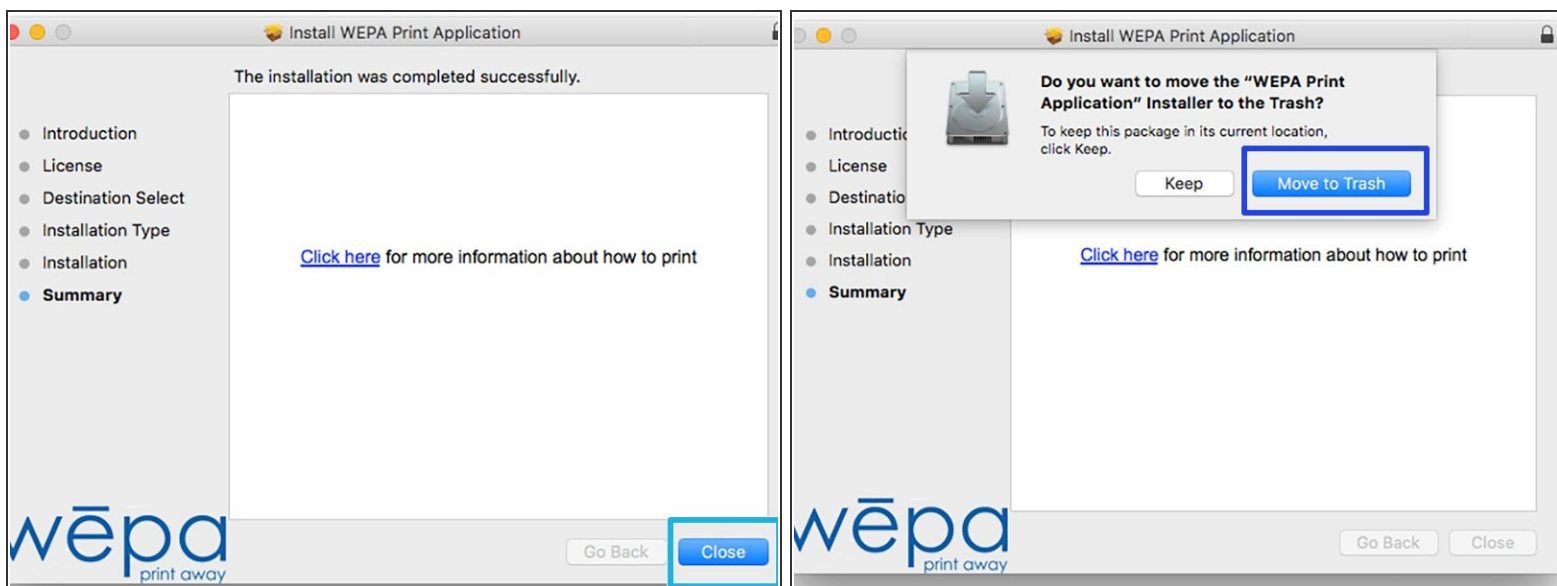 Install WEPA Print Application
The installation was completed successfully.
Introduction
License
Destination Select
Installation Type
Installation
Summary
Click here for more information about how to print
wēpa
print away
Go Back
Close
Install WEPA Print Application
Do you want to move the “WEPA Print
Application” Installer to the Trash?
To keep this package in its current location,
click Keep.
Keep
Move to Trash
Introductio
License
Destinatio
Installation Type
Installation
Summary
Click here for more information about how to print
wēpa
print away
Go Back
Close